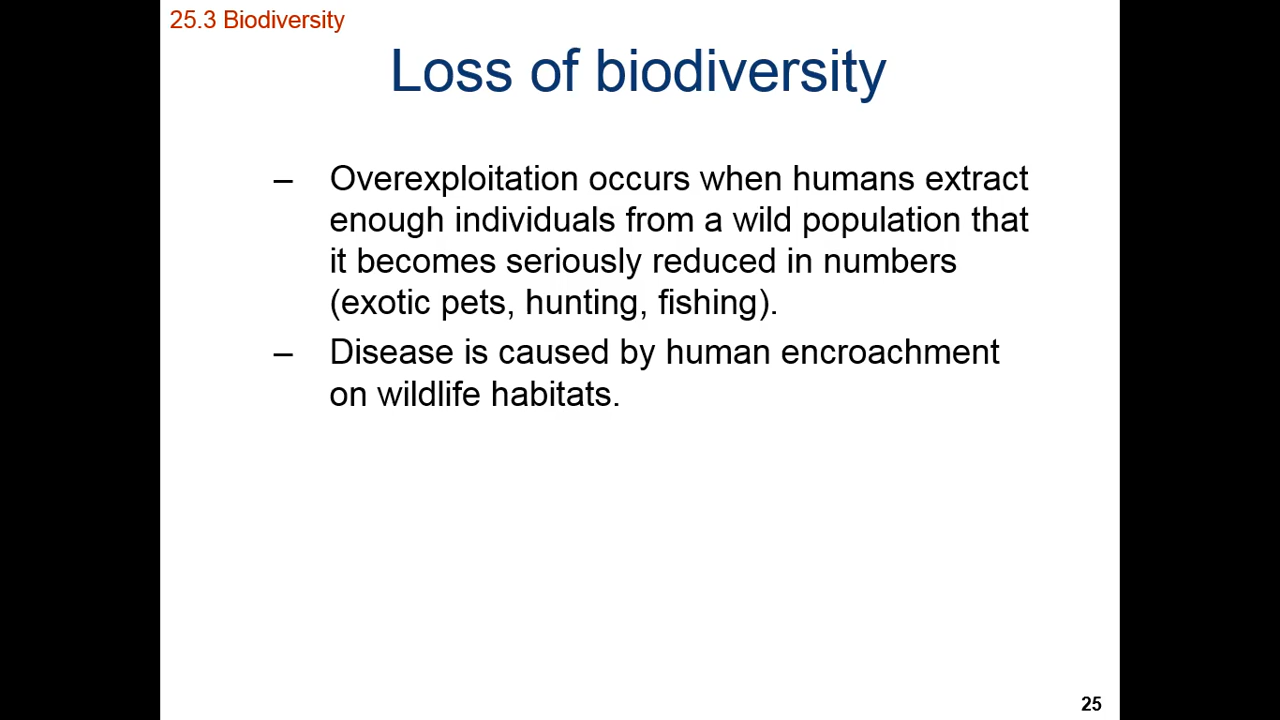 25.3 Biodiversity
Loss of biodiversity
– Overexploitation occurs when humans extract
enough individuals from a wild population that
it becomes seriously reduced in numbers
(exotic pets, hunting, fishing).
– Disease is caused by human encroachment
on wildlife habitats.
25